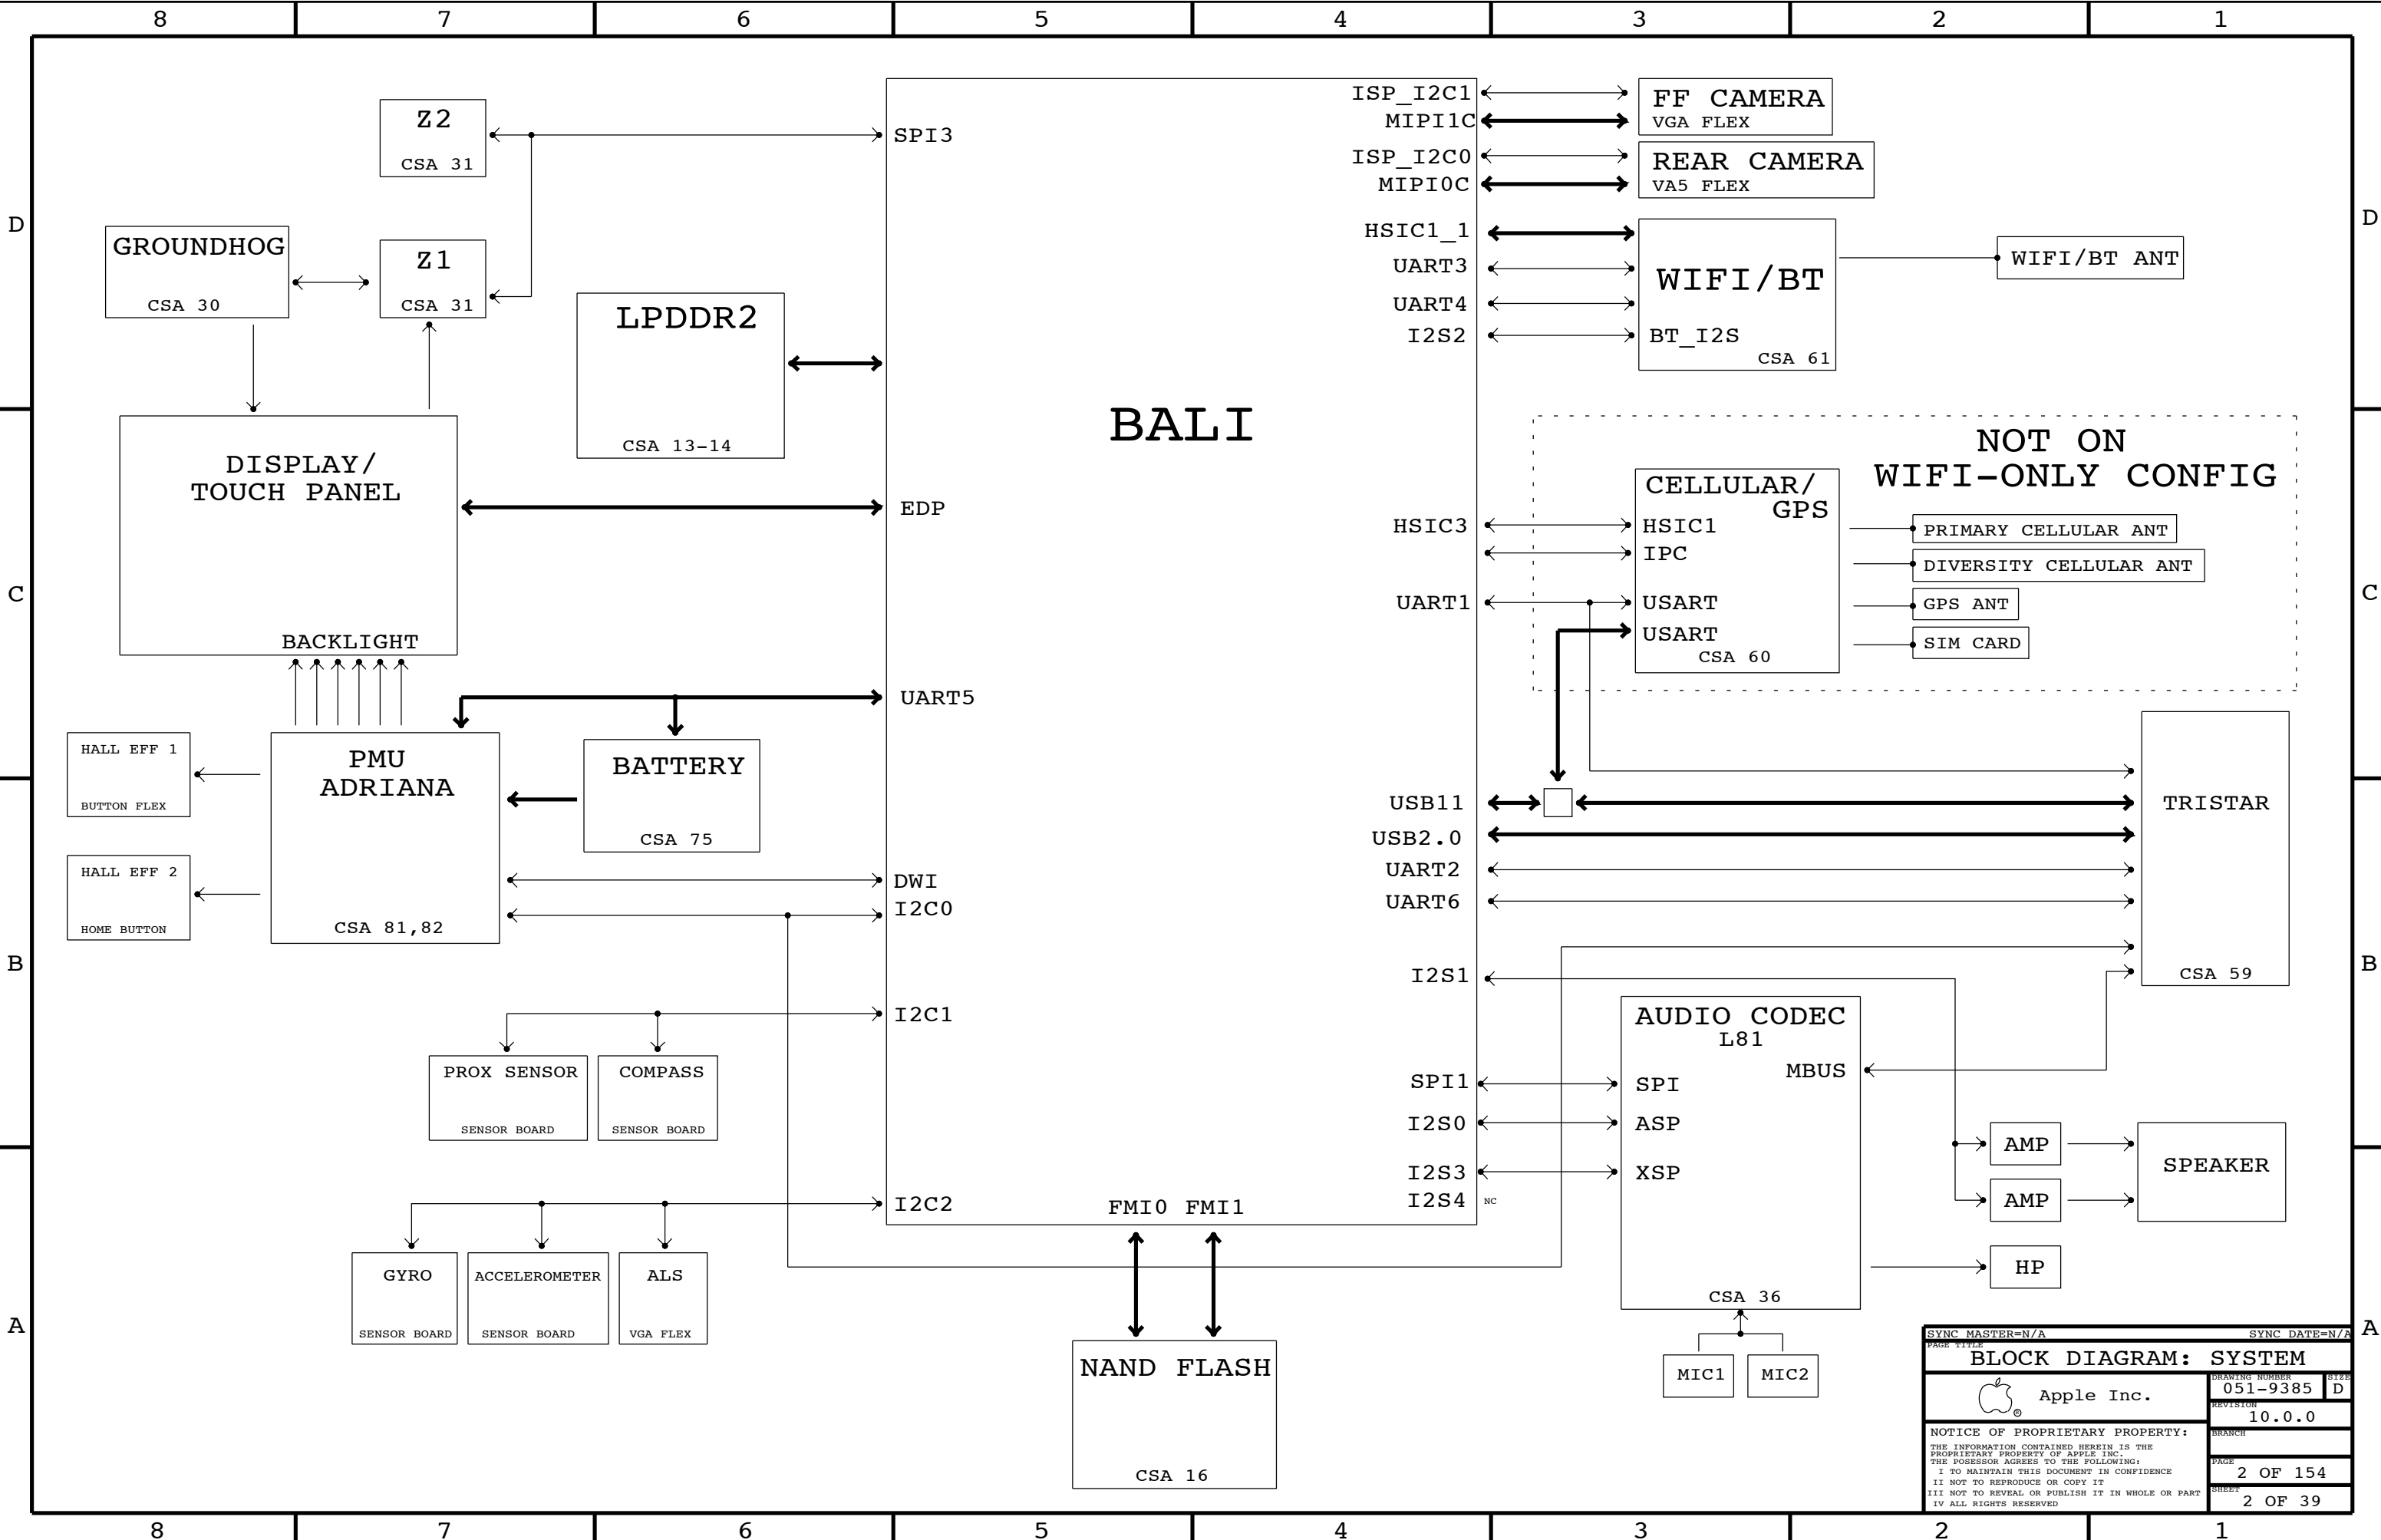 8 7 6 5 4 3 2 1
D
D
C
C
B
B
A
A
Z2
CSA 31
GROUNDHOG
CSA 30
Z1
CSA 31
LPDDR2
CSA 13-14
DISPLAY/
TOUCH PANEL
BACKLIGHT
HALL EFF 1
BUTTON FLEX
HALL EFF 2
HOME BUTTON
PMU
ADRIANA
CSA 81,82
BATTERY
CSA 75
PROX SENSOR
SENSOR BOARD
COMPASS
SENSOR BOARD
GYRO
SENSOR BOARD
ACCELEROMETER
SENSOR BOARD
ALS
VGA FLEX
BALI
SPI3
EDP
UART5
DWI
I2C0
I2C1
I2C2
FMI0 FMI1
ISP_I2C1
MIPI1C
ISP_I2C0
MIPI0C
HSIC1_1
UART3
UART4
I2S2
HSIC3
UART1
USB11
USB2.0
UART2
UART6
I2S1
SPI1
I2S0
I2S3
I2S4 NC
NAND FLASH
CSA 16
FF CAMERA
VGA FLEX
REAR CAMERA
VA5 FLEX
WIFI/BT
BT_I2S
CSA 61
WIFI/BT ANT
NOT ON
WIFI-ONLY CONFIG
CELLULAR/
GPS
HSIC1
IPC
USART
USART
CSA 60
PRIMARY CELLULAR ANT
DIVERSITY CELLULAR ANT
GPS ANT
SIM CARD
TRISTAR
CSA 59
AUDIO CODEC
L81
MBUS
SPI
ASP
XSP
CSA 36
MIC1
MIC2
AMP
AMP
SPEAKER
HP
SYNC MASTER=N/A SYNC DATE=N/A
PAGE TITLE
BLOCK DIAGRAM: SYSTEM
Apple Inc.
®
DRAWING NUMBER
051-9385
SIZE
D
REVISION
10.0.0
BRANCH
PAGE
2 OF 154
SHEET
2 OF 39
NOTICE OF PROPRIETARY PROPERTY:
THE INFORMATION CONTAINED HEREIN IS THE
PROPRIETARY PROPERTY OF APPLE INC.
THE POSESSOR AGREES TO THE FOLLOWING:
I TO MAINTAIN THIS DOCUMENT IN CONFIDENCE
II NOT TO REPRODUCE OR COPY IT
III NOT TO REVEAL OR PUBLISH IT IN WHOLE OR PART
IV ALL RIGHTS RESERVED
8 7 6 5 4 3 2 1